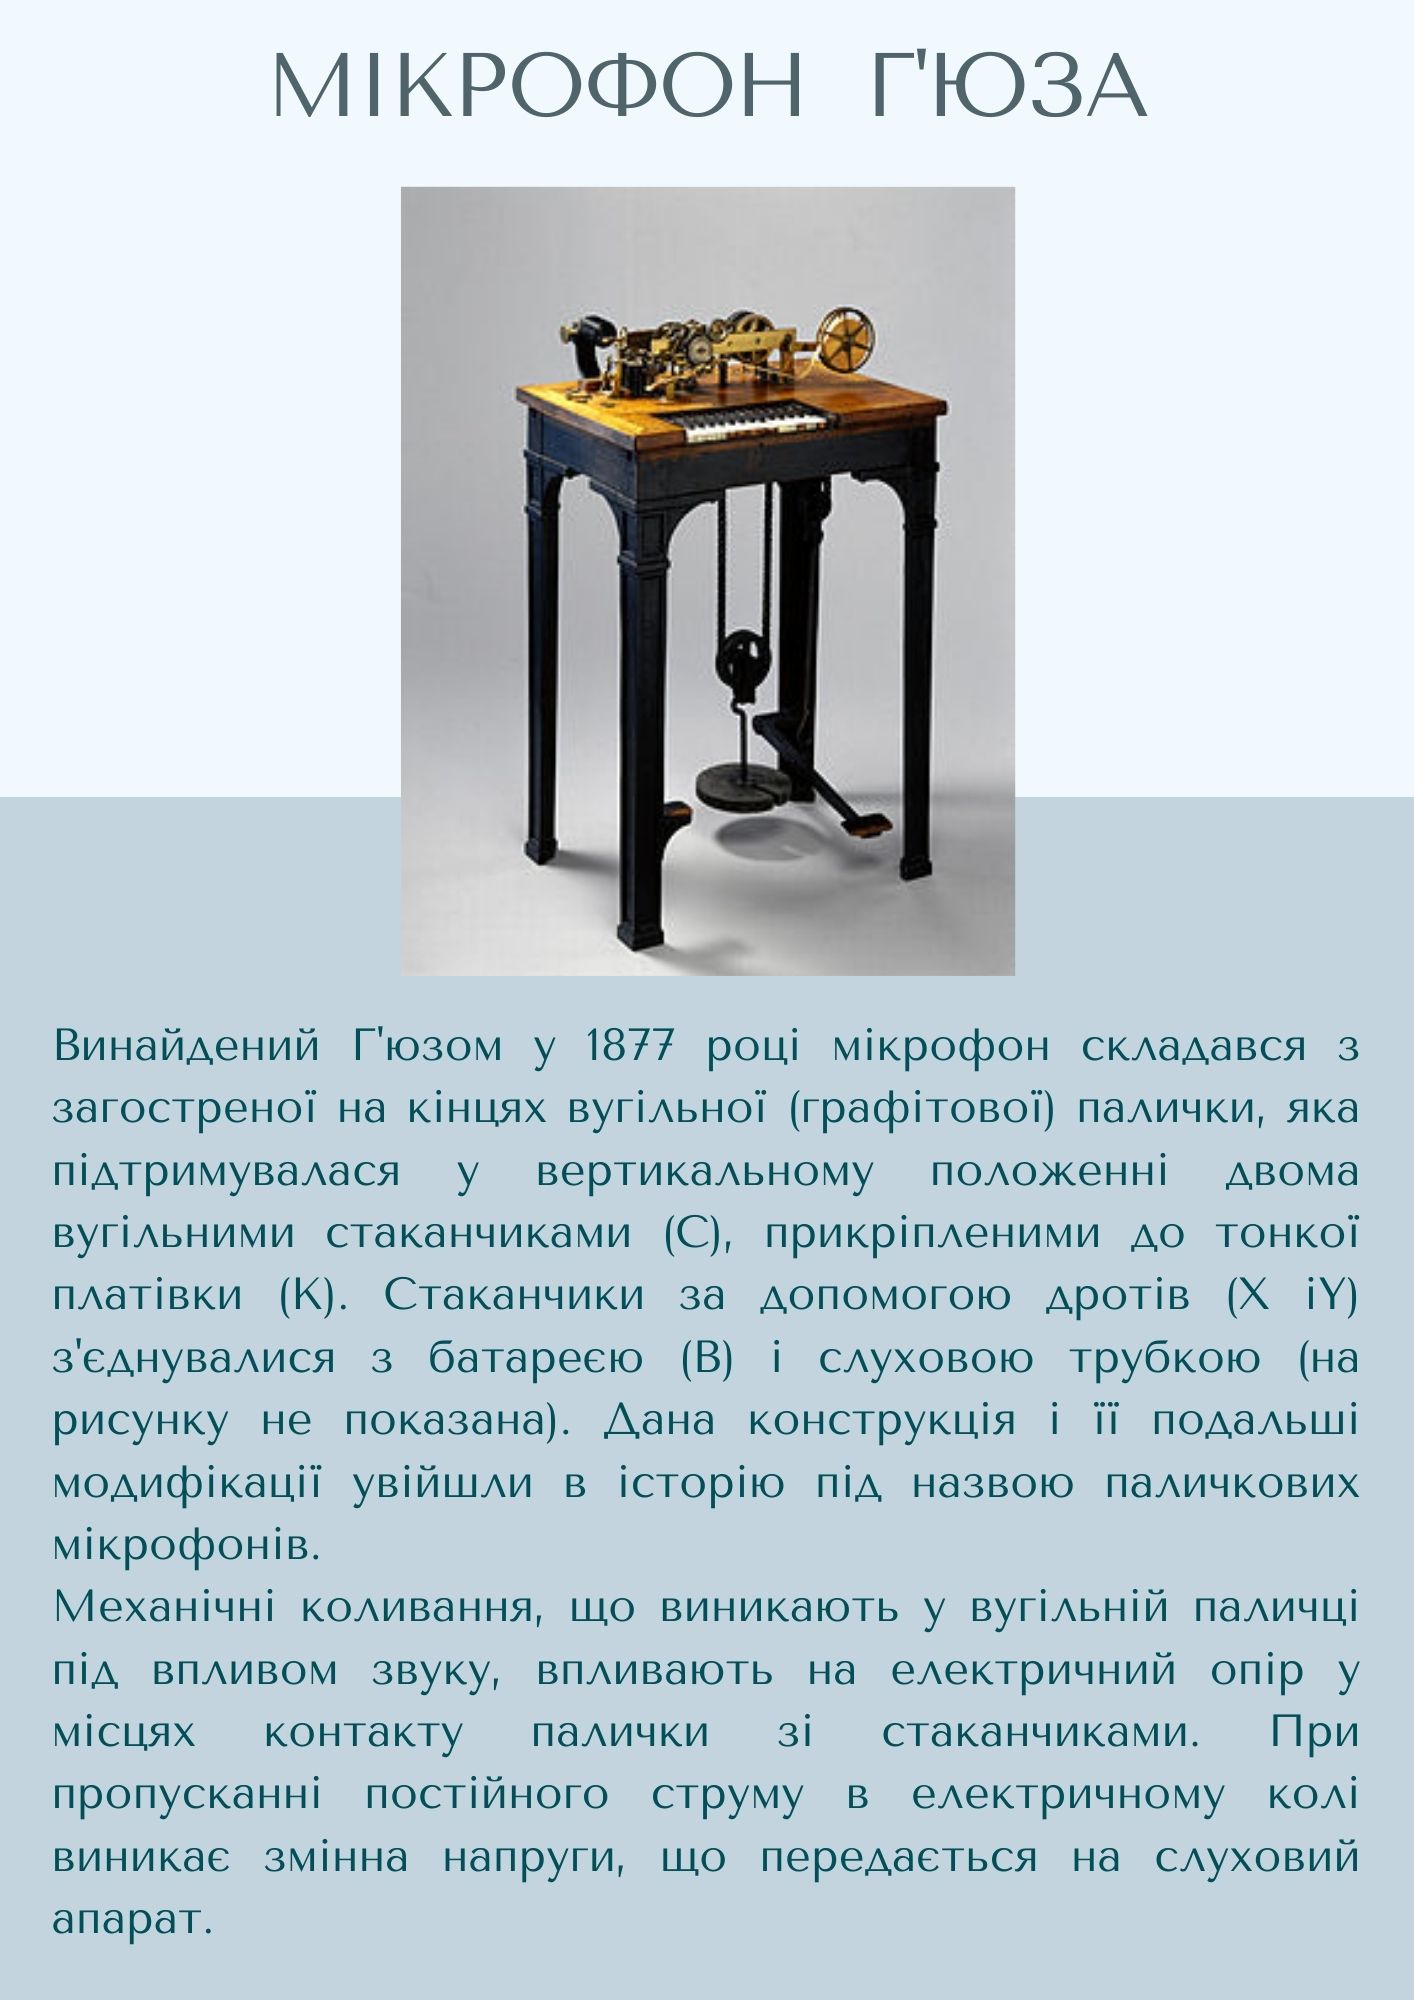 МІКРОФОН Г'ЮЗА
Винайдений Г'юзом у 1877 році мікрофон складався з
загостреної на кінцях вугільної (графітової) палички, яка
підтримувалася у вертикальному положенні двома
вугільними стаканчиками (С), прикріпленими до тонкої
платівки (К). Стаканчики за допомогою дротів (X іY)
з'єднувалися з батареєю (В) і слуховою трубкою (на
рисунку не показана). Дана конструкція і її подальші
модифікації увійшли в історію під назвою паличкових
мікрофонів.
Механічні коливання, що виникають у вугільній паличці
під впливом звуку, впливають на електричний опір у
місцях контакту палички зі стаканчиками. При
пропусканні постійного струму в електричному колі
виникає змінна напруги, що передається на слуховий
апарат.